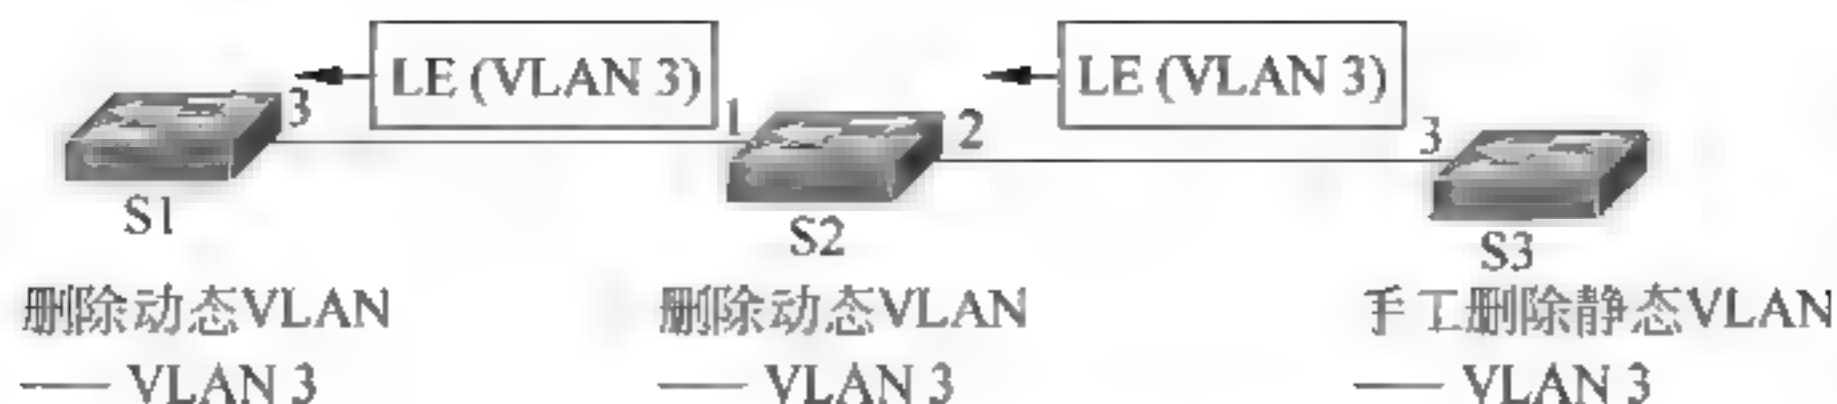 LE (VLAN 3)
LE (VLAN 3)
3
1
2
3
S1
S2
S3
删除动态VLAN
删除动态VLAN
手工删除静态VLAN
— VLAN 3
— VLAN 3
— VLAN 3